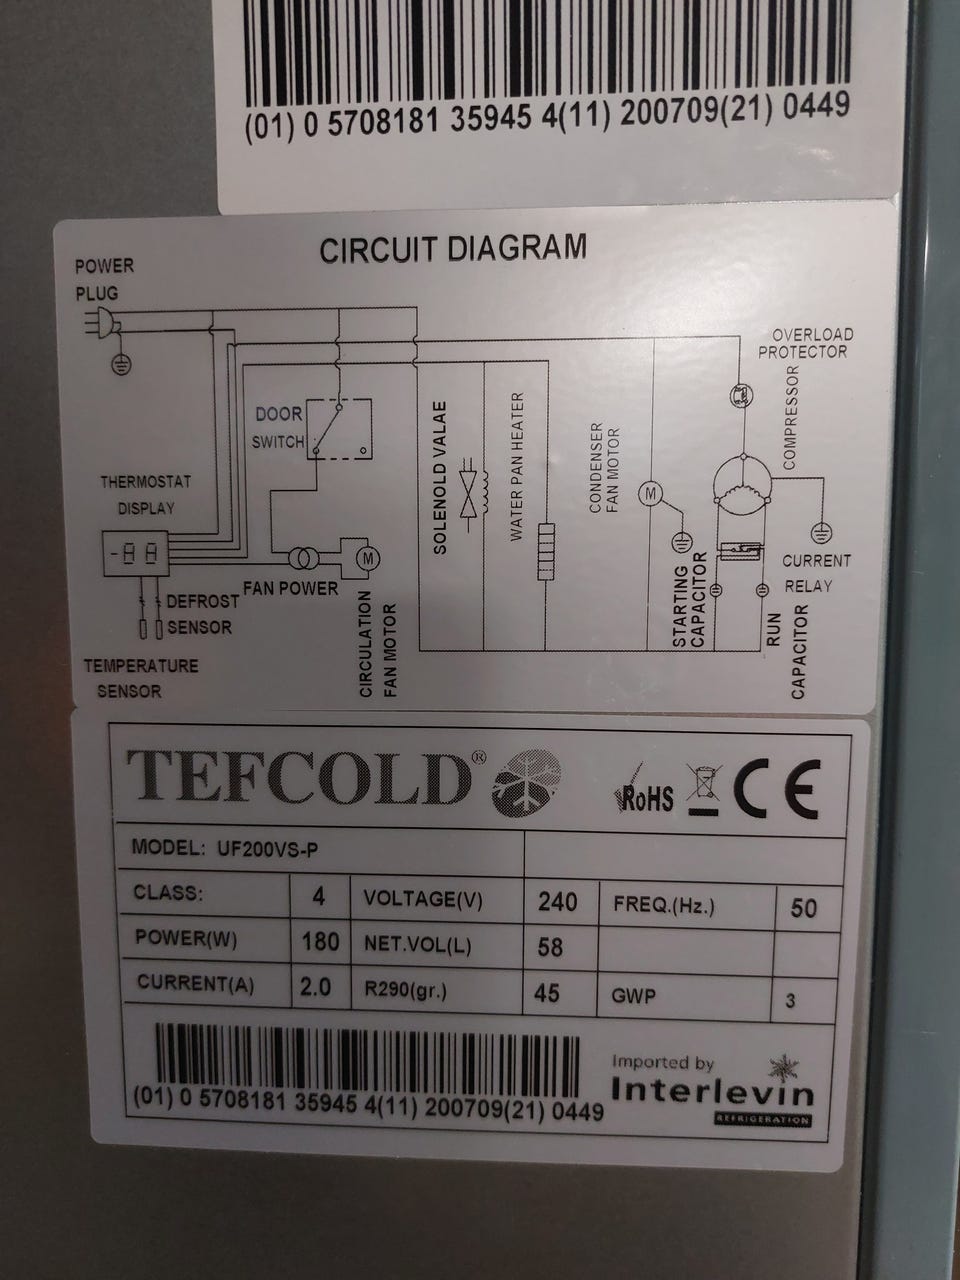 (01) 0 5708181 35945 4(11) 200709(21) 0449
CIRCUIT DIAGRAM
POWER
PLUG
OVERLOAD
PROTECTOR
COMPRESSOR
DOOR
SWITCH
SOLENOLD VALAE
WATER PAN HEATER
CONDENSER
FAN MOTOR
M
THERMOSTAT
DISPLAY
FAN POWER
M
CIRCULATION
FAN MOTOR
STARTING
CAPACITOR
CURRENT
RELAY
RUN
CAPACITOR
DEFROST
SENSOR
TEMPERATURE
SENSOR
TEFCOLD®
RoHS CE
MODEL: UF200VS-P
CLASS: 4 VOLTAGE(V) 240 FREQ.(Hz.) 50
POWER(W) 180 NET.VOL(L) 58
CURRENT(A) 2.0 R290(gr.) 45 GWP 3
(01) 0 5708181 35945 4(11) 200709(21) 0449
Imported by
Interlevin
REFRIGERATION